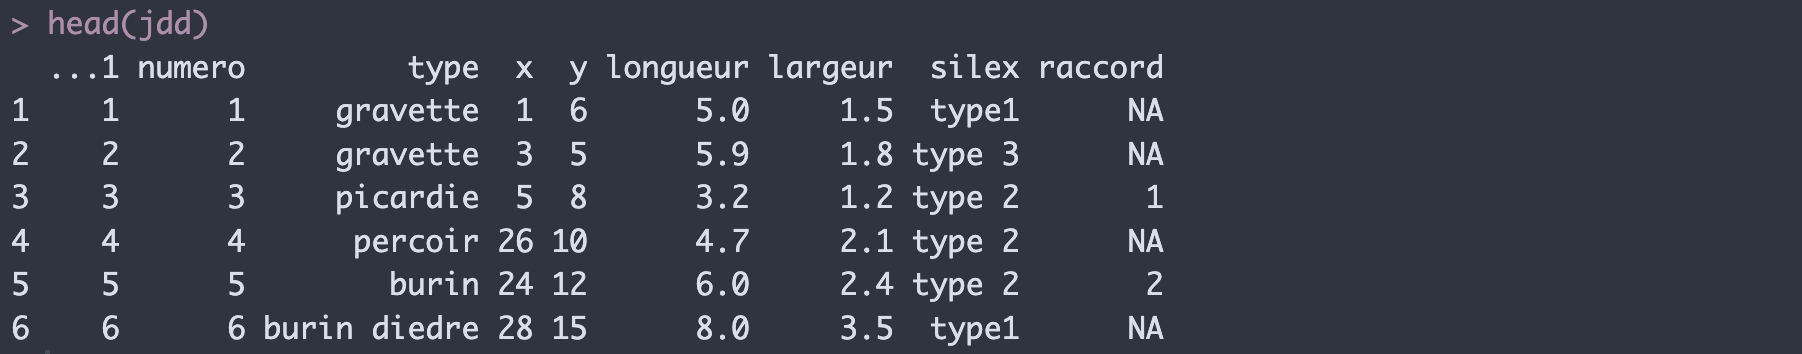 > head(jdd)
  ...1 numero         type  x  y longueur largeur  silex raccord
1    1      1     gravette  1  6      5.0     1.5  type1      NA
2    2      2     gravette  3  5      5.9     1.8 type 3      NA
3    3      3     picardie  5  8      3.2     1.2 type 2       1
4    4      4      percoir 26 10      4.7     2.1 type 2      NA
5    5      5        burin 24 12      6.0     2.4 type 2       2
6    6      6 burin diedre 28 15      8.0     3.5  type1      NA